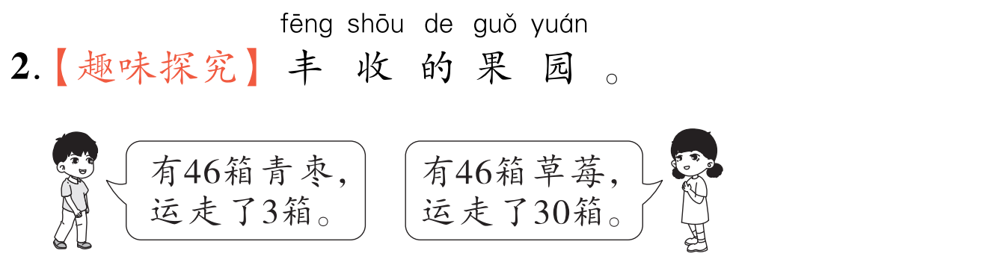 fēng shōu de guǒ yuán
2.【趣味探究】丰收的果园。
有46箱青枣，
运走了3箱。
有46箱草莓，
运走了30箱。